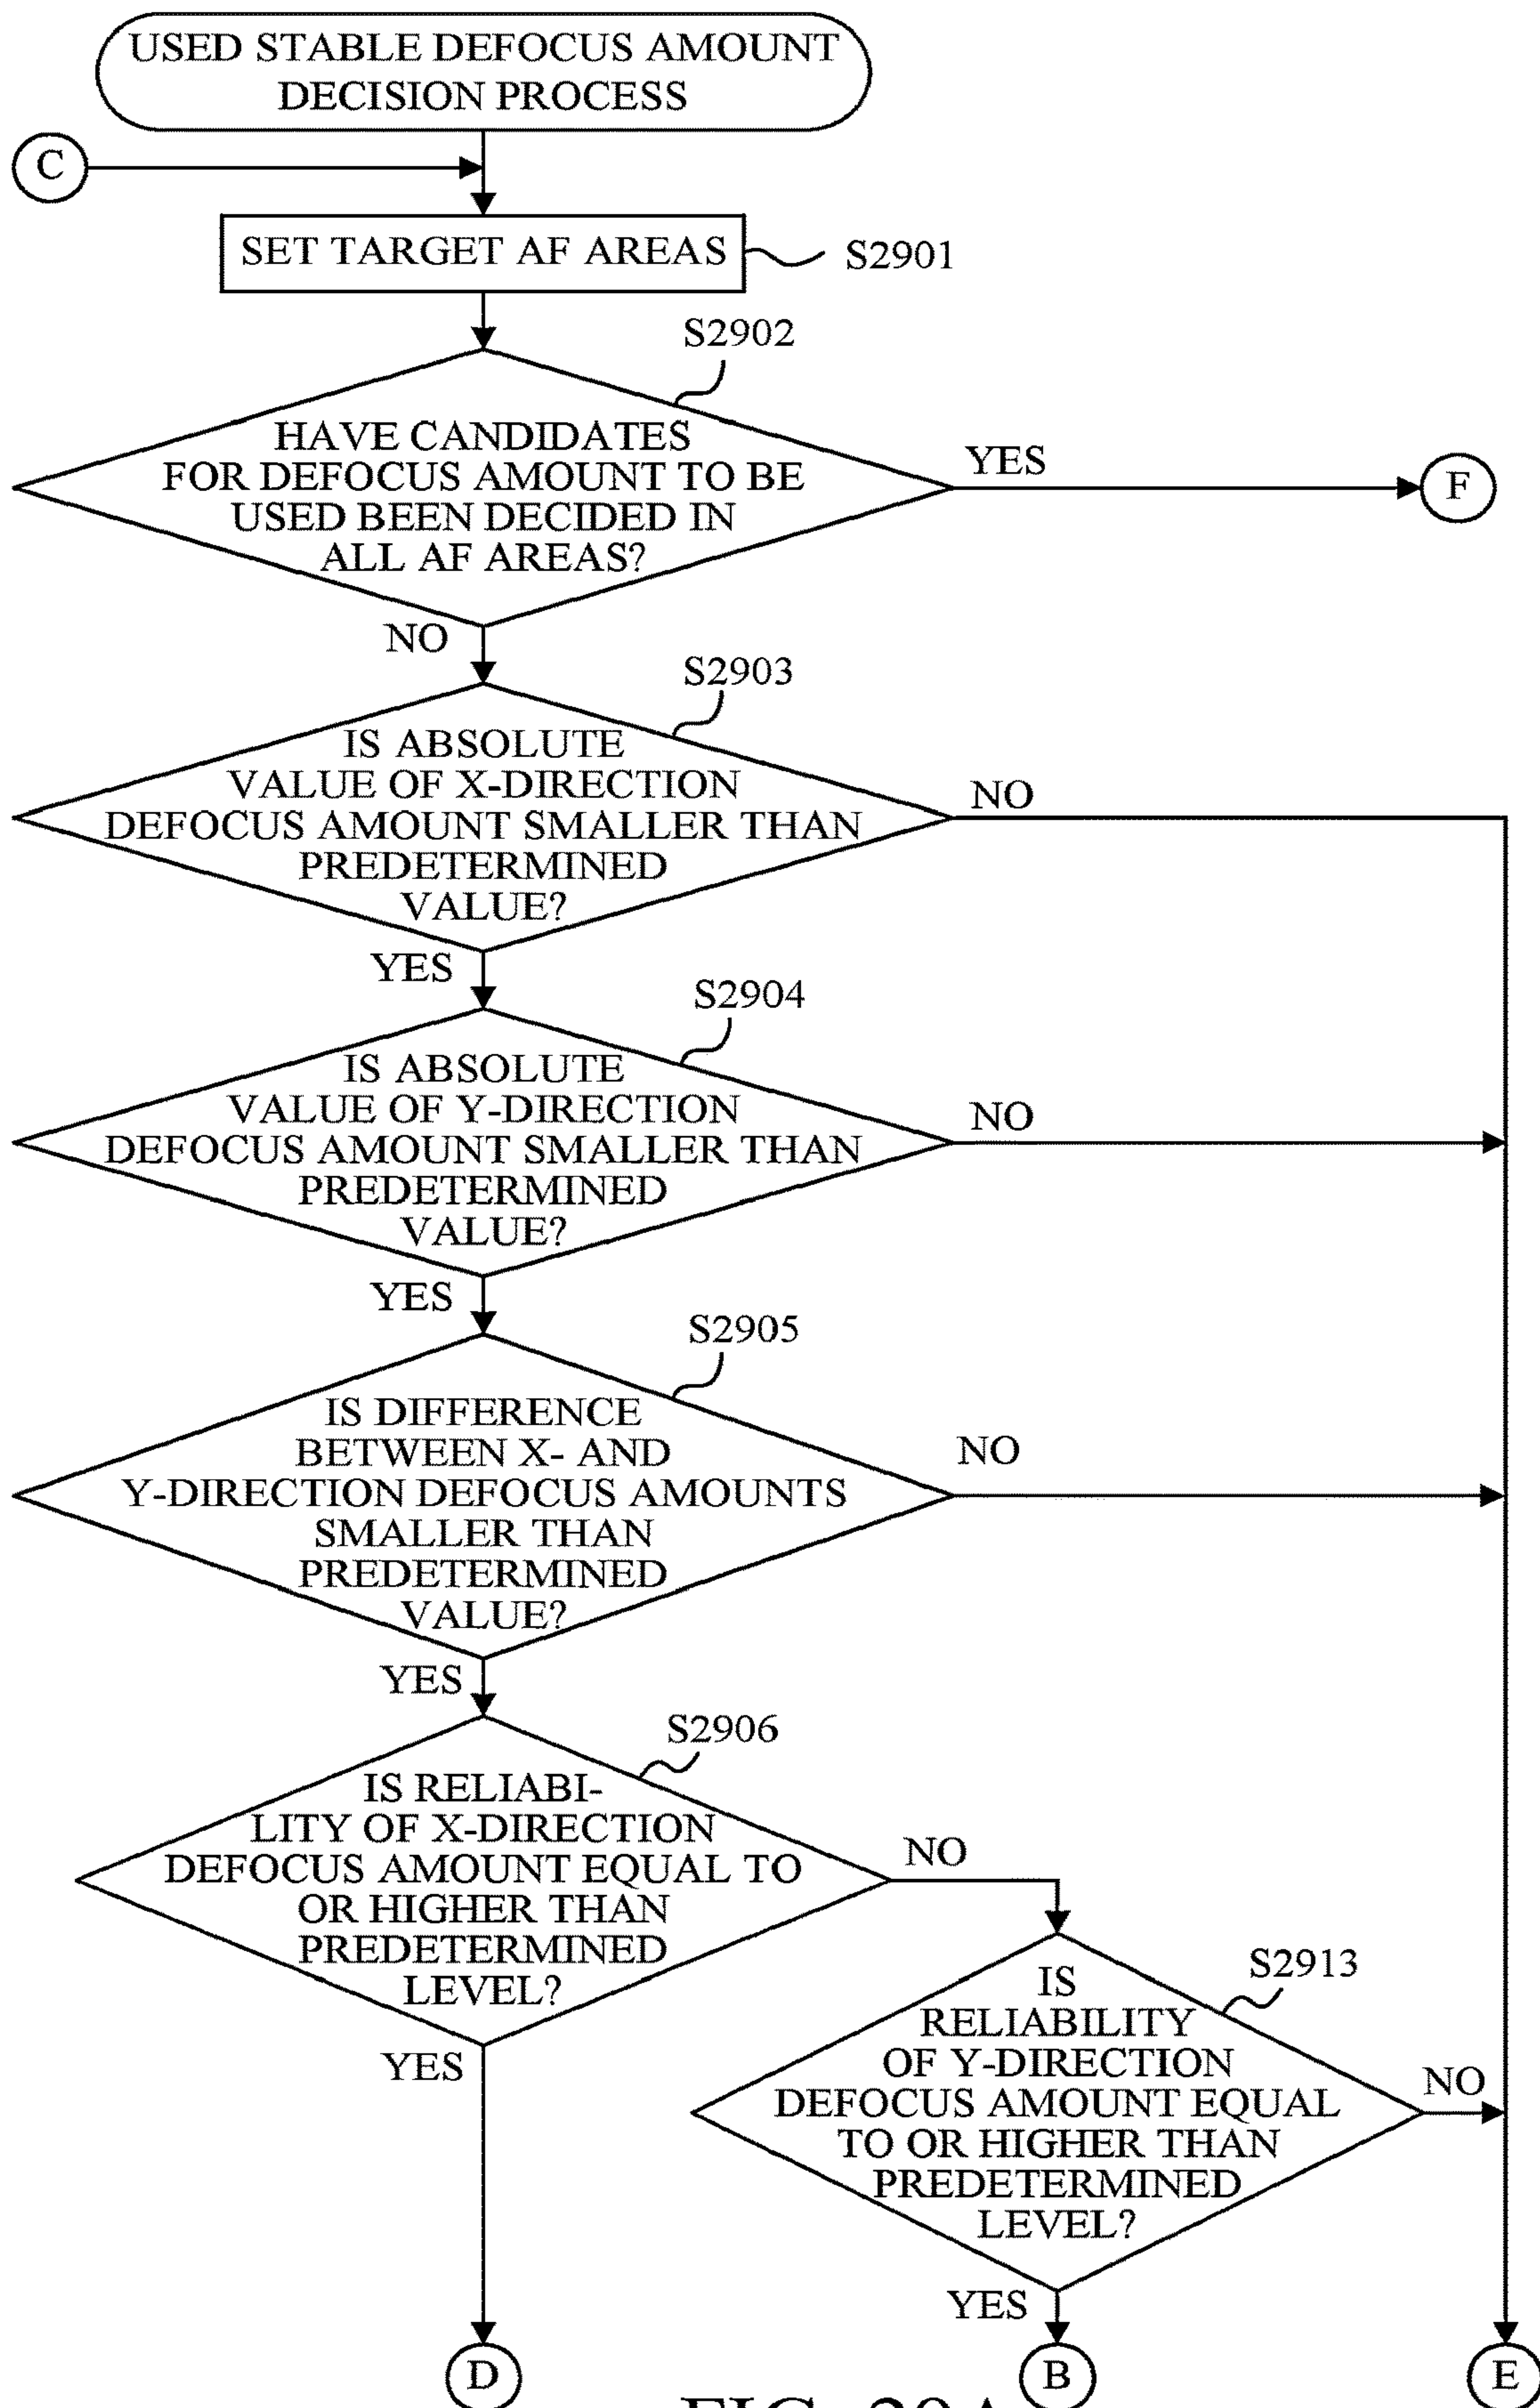 USED STABLE DEFOCUS AMOUNT
DECISION PROCESS
C
SET TARGET AF AREAS
S2901
S2902
HAVE CANDIDATES
FOR DEFOCUS AMOUNT TO BE
USED BEEN DECIDED IN
ALL AF AREAS?
YES
F
NO
S2903
IS ABSOLUTE
VALUE OF X-DIRECTION
DEFOCUS AMOUNT SMALLER THAN
PREDETERMINED
VALUE?
NO
YES
S2904
IS ABSOLUTE
VALUE OF Y-DIRECTION
DEFOCUS AMOUNT SMALLER THAN
PREDETERMINED
VALUE?
NO
YES
S2905
IS DIFFERENCE
BETWEEN X- AND
Y-DIRECTION DEFOCUS AMOUNTS
SMALLER THAN
PREDETERMINED
VALUE?
NO
YES
S2906
IS RELIABI-
LITY OF X-DIRECTION
DEFOCUS AMOUNT EQUAL TO
OR HIGHER THAN
PREDETERMINED
LEVEL?
NO
YES
S2913
IS
RELIABILITY
OF Y-DIRECTION
DEFOCUS AMOUNT EQUAL
TO OR HIGHER THAN
PREDETERMINED
LEVEL?
NO
YES
D
B
E